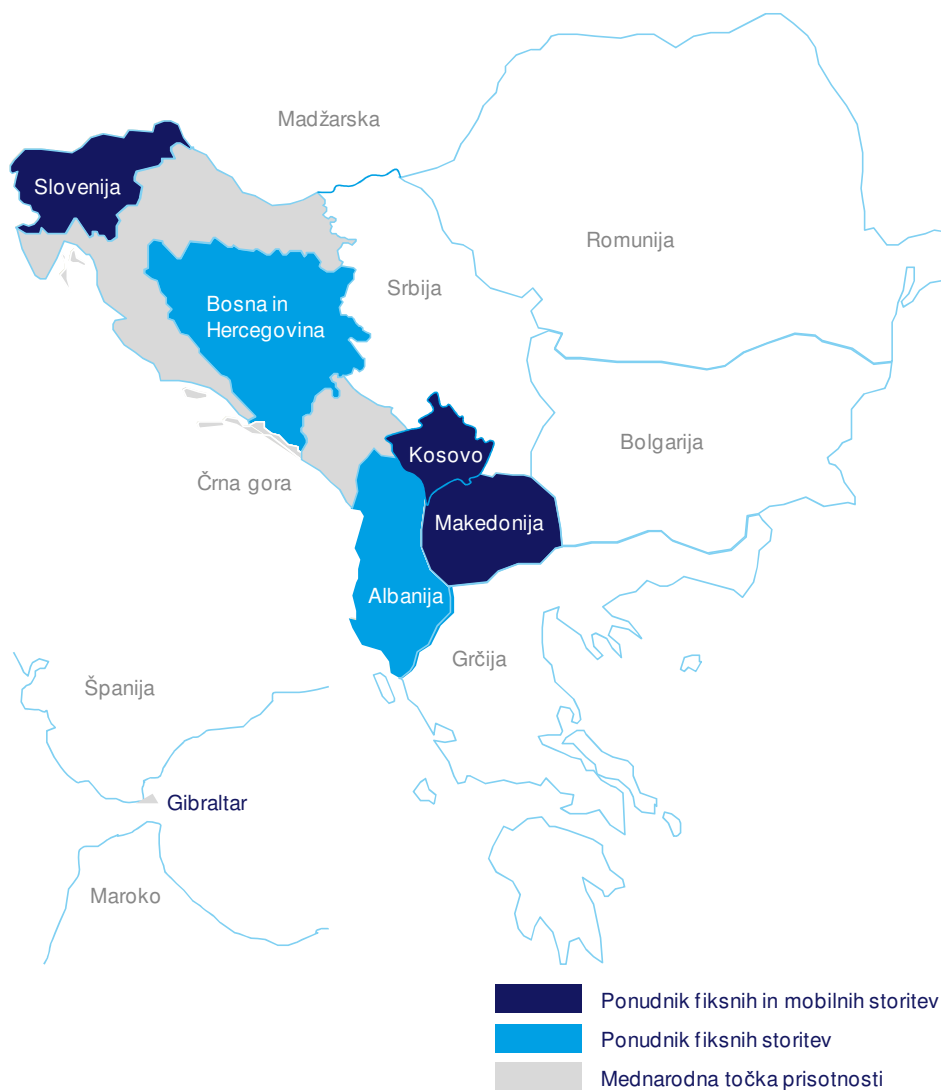 Madžarska
Slovenija
Romunija
Srbija
Bosna in
Hercegovina
Bolgarija
Kosovo
Črna gora
Makedonija
Albanija
Grčija
Španija
Gibraltar
Maroko
Ponudnik fiksnih in mobilnih storitev
Ponudnik fiksnih storitev
Mednarodna točka prisotnosti